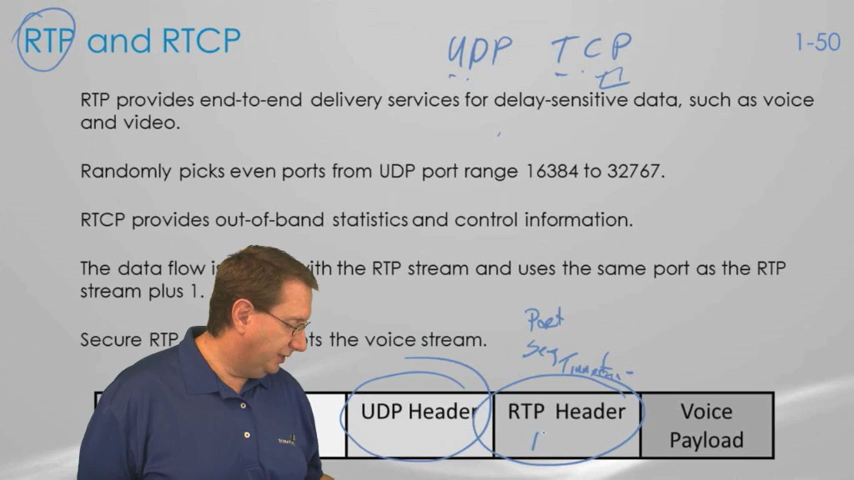 RTP and RTCP
UDP TCP
1-50
RTP provides end-to-end delivery services for delay-sensitive data, such as voice
and video.
Randomly picks even ports from UDP port range 16384 to 32767.
RTCP provides out-of-band statistics and control information.
The data flow i with the RTP stream and uses the same port as the RTP
stream plus 1.
Secure RTP ts the voice stream.
Port
Seq
UDP Header
RTP Header
Voice
Payload